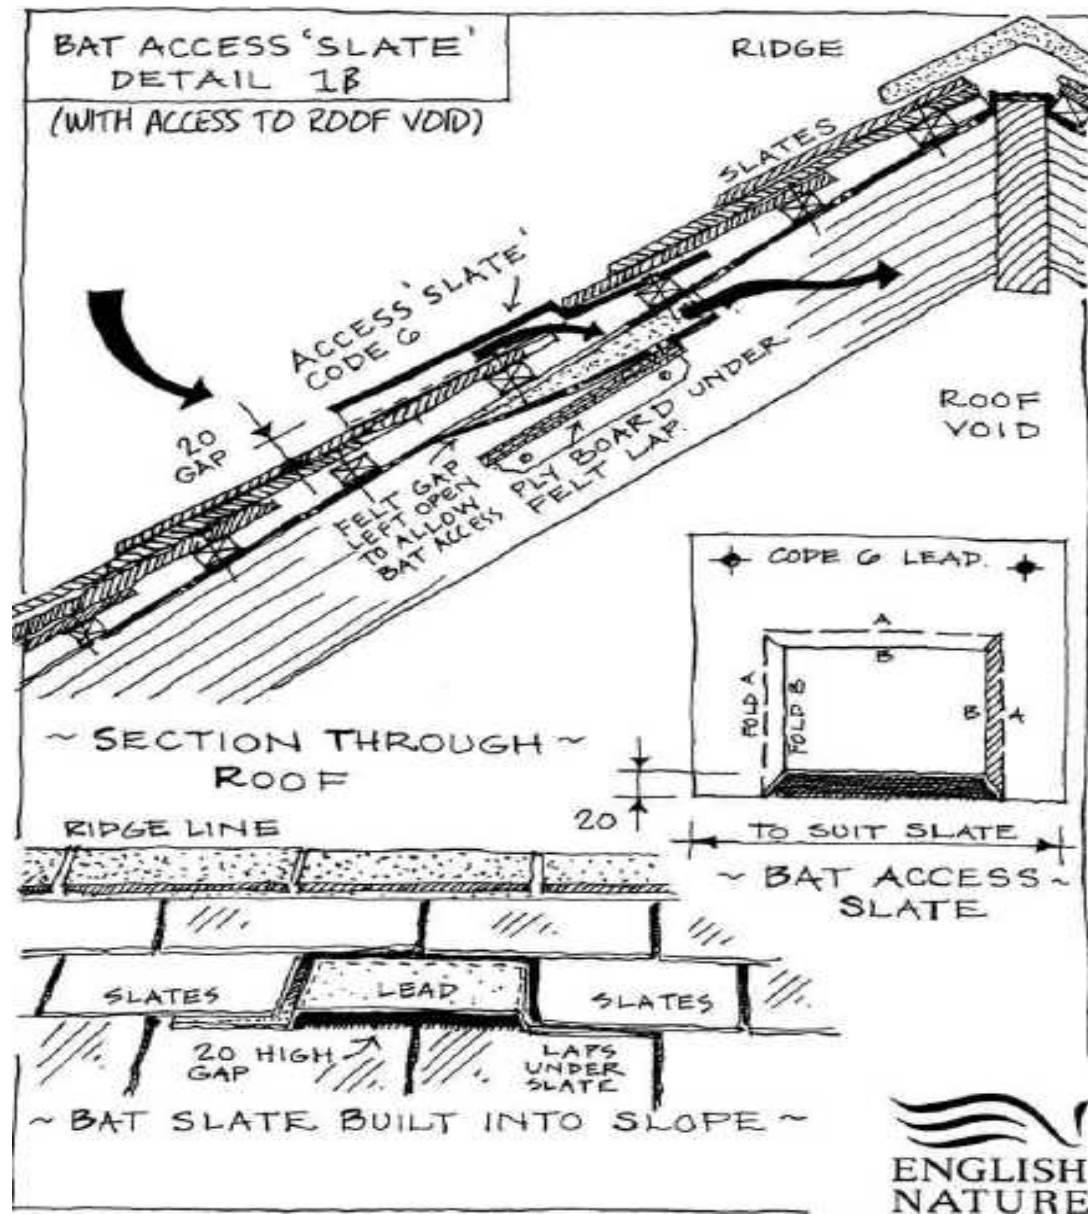 BAT ACCESS 'SLATE'
DETAIL 1B
(WITH ACCESS TO ROOF VOID)
RIDGE
SLATES
ACCESS 'SLATE'
CODE 6
20
GAP
FELT GAP
LEFT OPEN
TO ALLOW
BAT ACCESS
PLY BOARD UNDER
FELT LAP.
ROOF
VOID
CODE 6 LEAD.
A
B
FOLD A
FOLD B
B
A
20
TO SUIT SLATE
~ BAT ACCESS ~
SLATE
~ SECTION THROUGH ~
ROOF
RIDGE LINE
SLATES
LEAD
SLATES
20 HIGH
GAP
LAPS
UNDER
SLATE
~ BAT SLATE BUILT INTO SLOPE ~
ENGLISH
NATURE